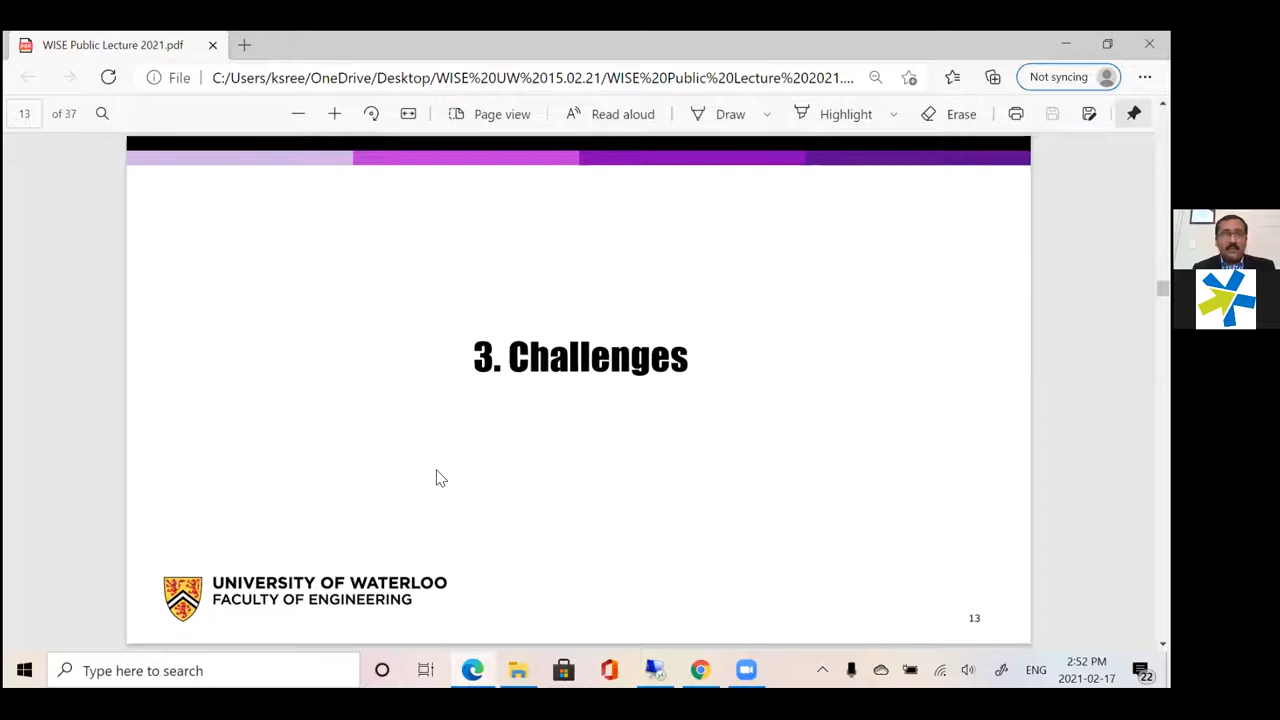 WISE Public Lecture 2021.pdf
File
C:/Users/ksree/OneDrive/Desktop/WISE%20UW%2015.02.21/WISE%20Public%20Lecture%202021....
Not syncing
13 of 37
Page view
Read aloud
Draw
Highlight
Erase
3. Challenges
UNIVERSITY OF WATERLOO
FACULTY OF ENGINEERING
13
Type here to search
ENG
2:52 PM
2021-02-17
22